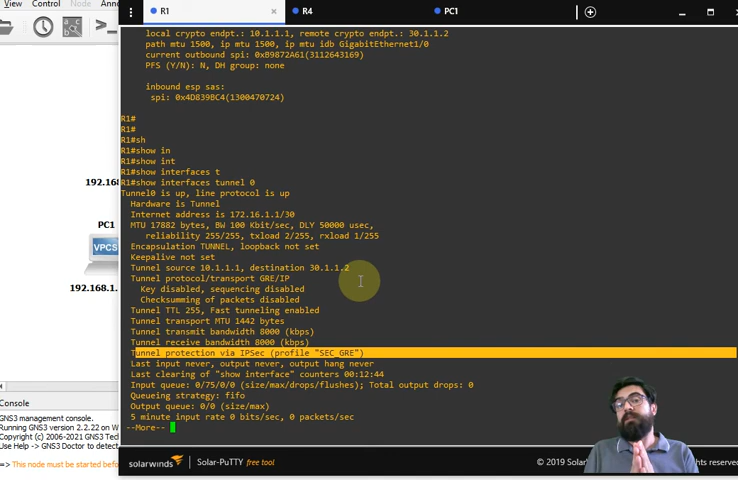 View
Control
Node
R1
R4
PC1
local crypto endpt.: 10.1.1.1, remote crypto endpt.: 30.1.1.2
path mtu 1500, ip mtu 1500, ip mtu idb GigabitEthernet1/0
current outbound spi: 0xB9872A61(3112643169)
PFS (Y/N): N, DH group: none
inbound esp sas:
spi: 0x4D839BC4(1300470724)
R1#
R1#
R1#sh
R1#show in
R1#show int
R1#show interfaces t
R1#show interfaces tunnel 0
Tunnel0 is up, line protocol is up
Hardware is Tunnel
Internet address is 172.16.1.1/30
MTU 17882 bytes, BW 100 Kbit/sec, DLY 50000 usec,
reliability 255/255, txload 2/255, rxload 1/255
Encapsulation TUNNEL, loopback not set
Keepalive not set
Tunnel source 10.1.1.1, destination 30.1.1.2
Tunnel protocol/transport GRE/IP
Key disabled, sequencing disabled
Checksumming of packets disabled
Tunnel TTL 255, Fast tunneling enabled
Tunnel transport MTU 1442 bytes
Tunnel transmit bandwidth 8000 (kbps)
Tunnel receive bandwidth 8000 (kbps)
Tunnel protection via IPSec (profile "SEC_GRE")
Last input never, output never, output hang never
Last clearing of "show interface" counters 00:12:44
Input queue: 0/75/0/0 (size/max/drops/flushes); Total output drops: 0
Queueing strategy: fifo
Output queue: 0/0 (size/max)
5 minute input rate 0 bits/sec, 0 packets/sec
--More--
192.168
PC1
VPCS
192.168.1.
Console
GNS3 management console.
Running GNS3 version 2.2.22 on W
Copyright (c) 2006-2021 GNS3 Tech
Use Help -> GNS3 Doctor to detect
=> This node must be started befo
solarwinds
Solar-PuTTY free tool
© 2019 Solar